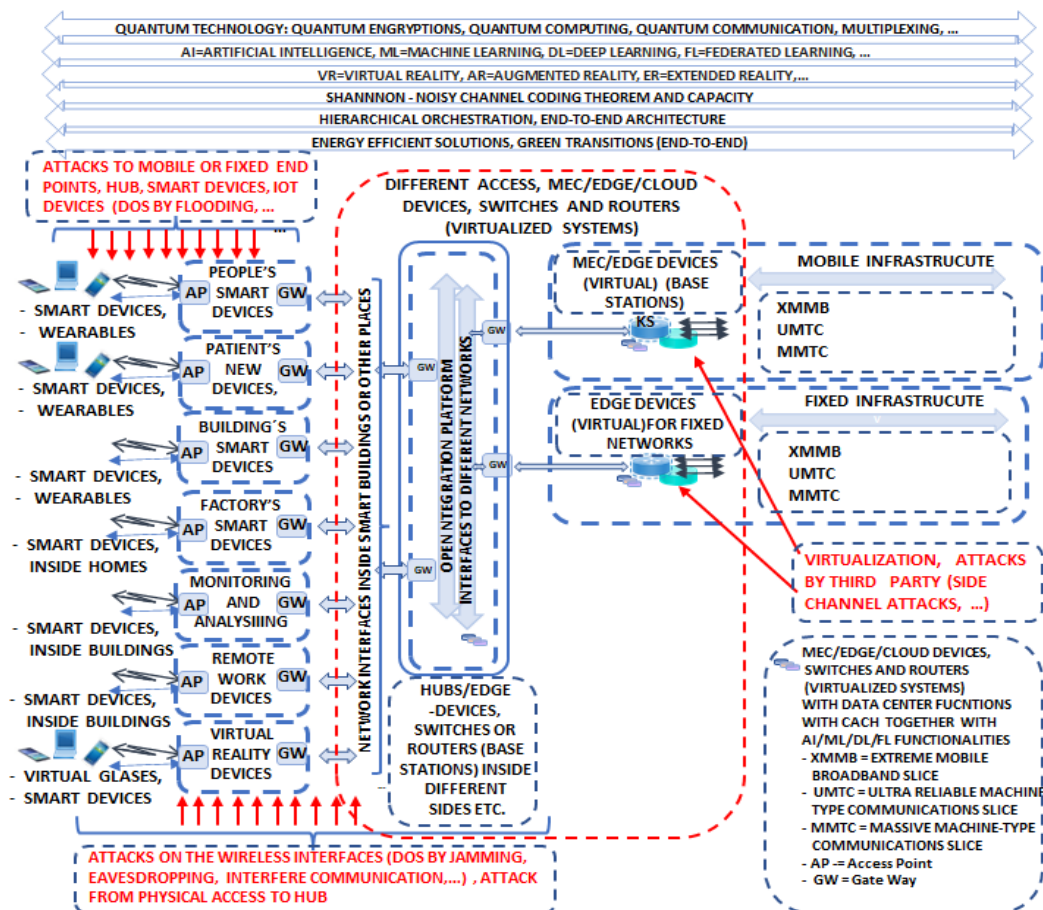 QUANTUM TECHNOLOGY: QUANTUM ENGRYPTIONS, QUANTUM COMPUTING, QUANTUM COMMUNICATION, MULTIPLEXING, ...
AI=ARTIFICIAL INTELLIGENCE, ML=MACHINE LEARNING, DL=DEEP LEARNING, FL=FEDERATED LEARNING, ...
VR=VIRTUAL REALITY, AR=AUGMENTED REALITY, ER=EXTENDED REALITY,...
SHANNNON - NOISY CHANNEL CODING THEOREM AND CAPACITY
HIERARCHICAL ORCHESTRATION, END-TO-END ARCHITECTURE
ENERGY EFFICIENT SOLUTIONS, GREEN TRANSITIONS (END-TO-END)
ATTACKS TO MOBILE OR FIXED END
POINTS, HUB, SMART DEVICES, IOT
DEVICES (DOS BY FLOODING, ...
...
DIFFERENT ACCESS, MEC/EDGE/CLOUD
DEVICES, SWITCHES AND ROUTERS
(VIRTUALIZED SYSTEMS)
AP
PEOPLE'S
SMART
DEVICES
GW
- SMART DEVICES,
- WEARABLES
AP
PATIENT'S
NEW
DEVICES,
GW
- SMART DEVICES,
- WEARABLES
AP
BUILDING´S
SMART
DEVICES
GW
- SMART DEVICES,
- WEARABLES
AP
FACTORY'S
SMART
DEVICES
GW
- SMART DEVICES,
INSIDE HOMES
AP
MONITORING
AND
ANALYSIIING
GW
- SMART DEVICES,
INSIDE BUILDINGS
AP
REMOTE
WORK
DEVICES
GW
- SMART DEVICES,
INSIDE BUILDINGS
AP
VIRTUAL
REALITY
DEVICES
GW
- VIRTUAL GLASES,
- SMART DEVICES
NETWORK INTERFACES INSIDE SMART BUILDINGS OR OTHER PLACES
...
GW
GW
OPEN INTEGRATION PLATFORM
INTERFACES TO DIFFERENT NETWORKS
GW
GW
HUBS/EDGE
-DEVICES,
SWITCHES OR
ROUTERS (BASE
STATIONS) INSIDE
DIFFERENT
SIDES ETC.
MEC/EDGE DEVICES
(VIRTUAL) (BASE
STATIONS)
KS
MOBILE INFRASTRUCUTE
XMMB
UMTC
MMTC
EDGE DEVICES
(VIRTUAL)FOR FIXED
NETWORKS
FIXED INFRASTRUCUTE
XMMB
UMTC
MMTC
VIRTUALIZATION, ATTACKS
BY THIRD PARTY (SIDE
CHANNEL ATTACKS, ...)
MEC/EDGE/CLOUD DEVICES,
SWITCHES AND ROUTERS
(VIRTUALIZED SYSTEMS)
WITH DATA CENTER FUCNTIONS
WITH CACH TOGETHER WITH
AI/ML/DL/FL FUNCTIONALITIES
- XMMB = EXTREME MOBILE
BROADBAND SLICE
- UMTC = ULTRA RELIABLE MACHINE
TYPE COMMUNICATIONS SLICE
- MMTC = MASSIVE MACHINE-TYPE
COMMUNICATIONS SLICE
- AP -= Access Point
- GW = Gate Way
ATTACKS ON THE WIRELESS INTERFACES (DOS BY JAMMING,
EAVESDROPPING, INTERFERE COMMUNICATION,...) , ATTACK
FROM PHYSICAL ACCESS TO HUB